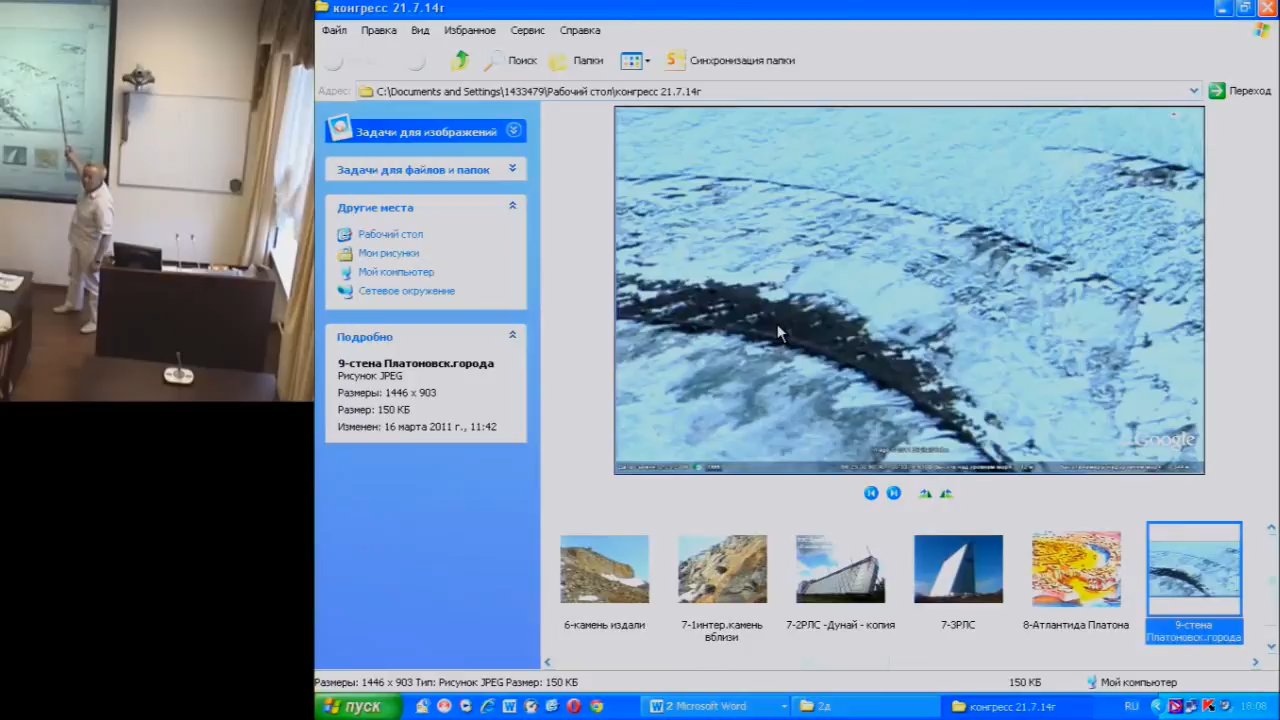 конгресс 21.7.14г
Файл Правка Вид Избранное Сервис Справка
Поиск Папки Синхронизация папки
Адрес: C:\Documents and Settings\1433479\Рабочий стол\конгресс 21.7.14г Переход
Задачи для изображений
Задачи для файлов и папок
Другие места
Рабочий стол
Мои рисунки
Мой компьютер
Сетевое окружение
Подробно
9-стена Платоновск.города
Рисунок JPEG
Размеры: 1446 x 903
Размер: 150 КБ
Изменен: 16 марта 2011 г., 11:42
Google
6-камень издали
7-1интер.камень вблизи
7-2РЛС -Дунай - копия
7-3РЛС
8-Атлантида Платона
9-стена Платоновск.города
Размеры: 1446 x 903 Тип: Рисунок JPEG Размер: 150 КБ 150 КБ Мой компьютер
пуск 2 Microsoft Word 2д конгресс 21.7.14г RU 18:08